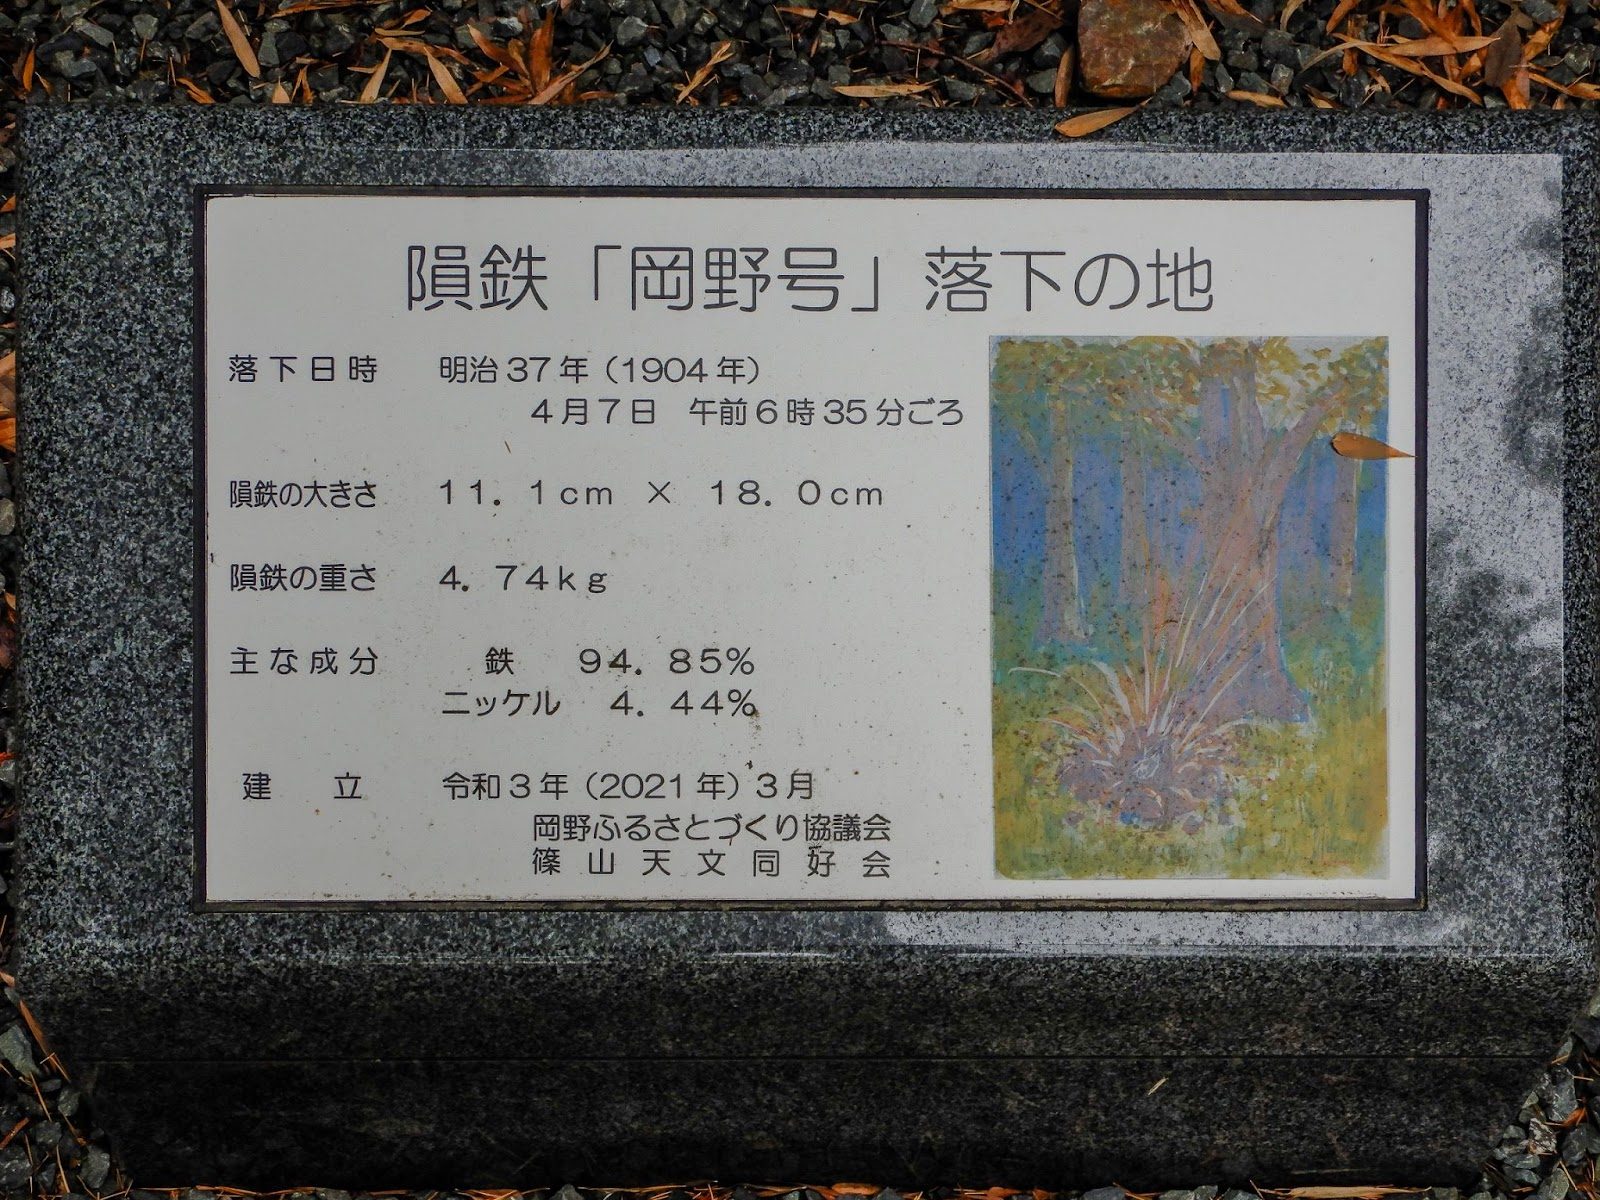 隕鉄「岡野号」落下の地
落下日時 明治37年（1904年）
4月7日 午前6時35分ごろ
隕鉄の大きさ 11．1cm × 18．0cm
隕鉄の重さ 4．74kg
主な成分 鉄 94．85%
ニッケル 4．44%
建立 令和3年（2021年）3月
岡野ふるさとづくり協議会
篠山天文同好会